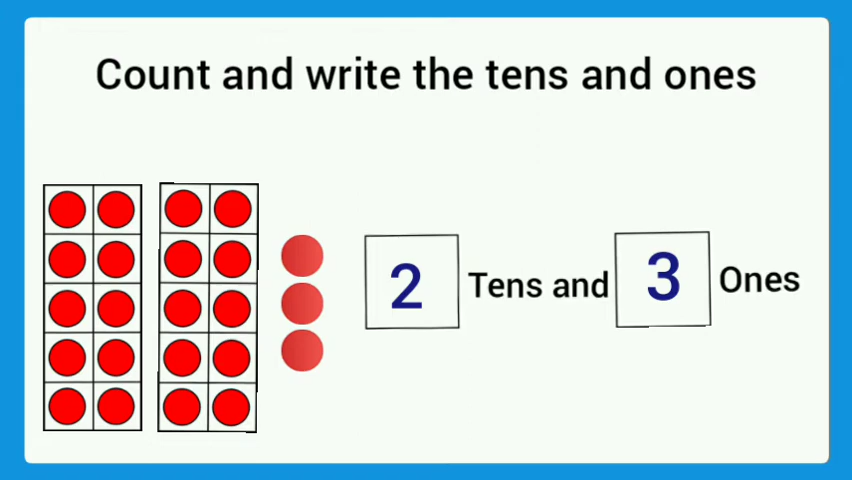 Count and write the tens and ones
2 Tens and 3 Ones